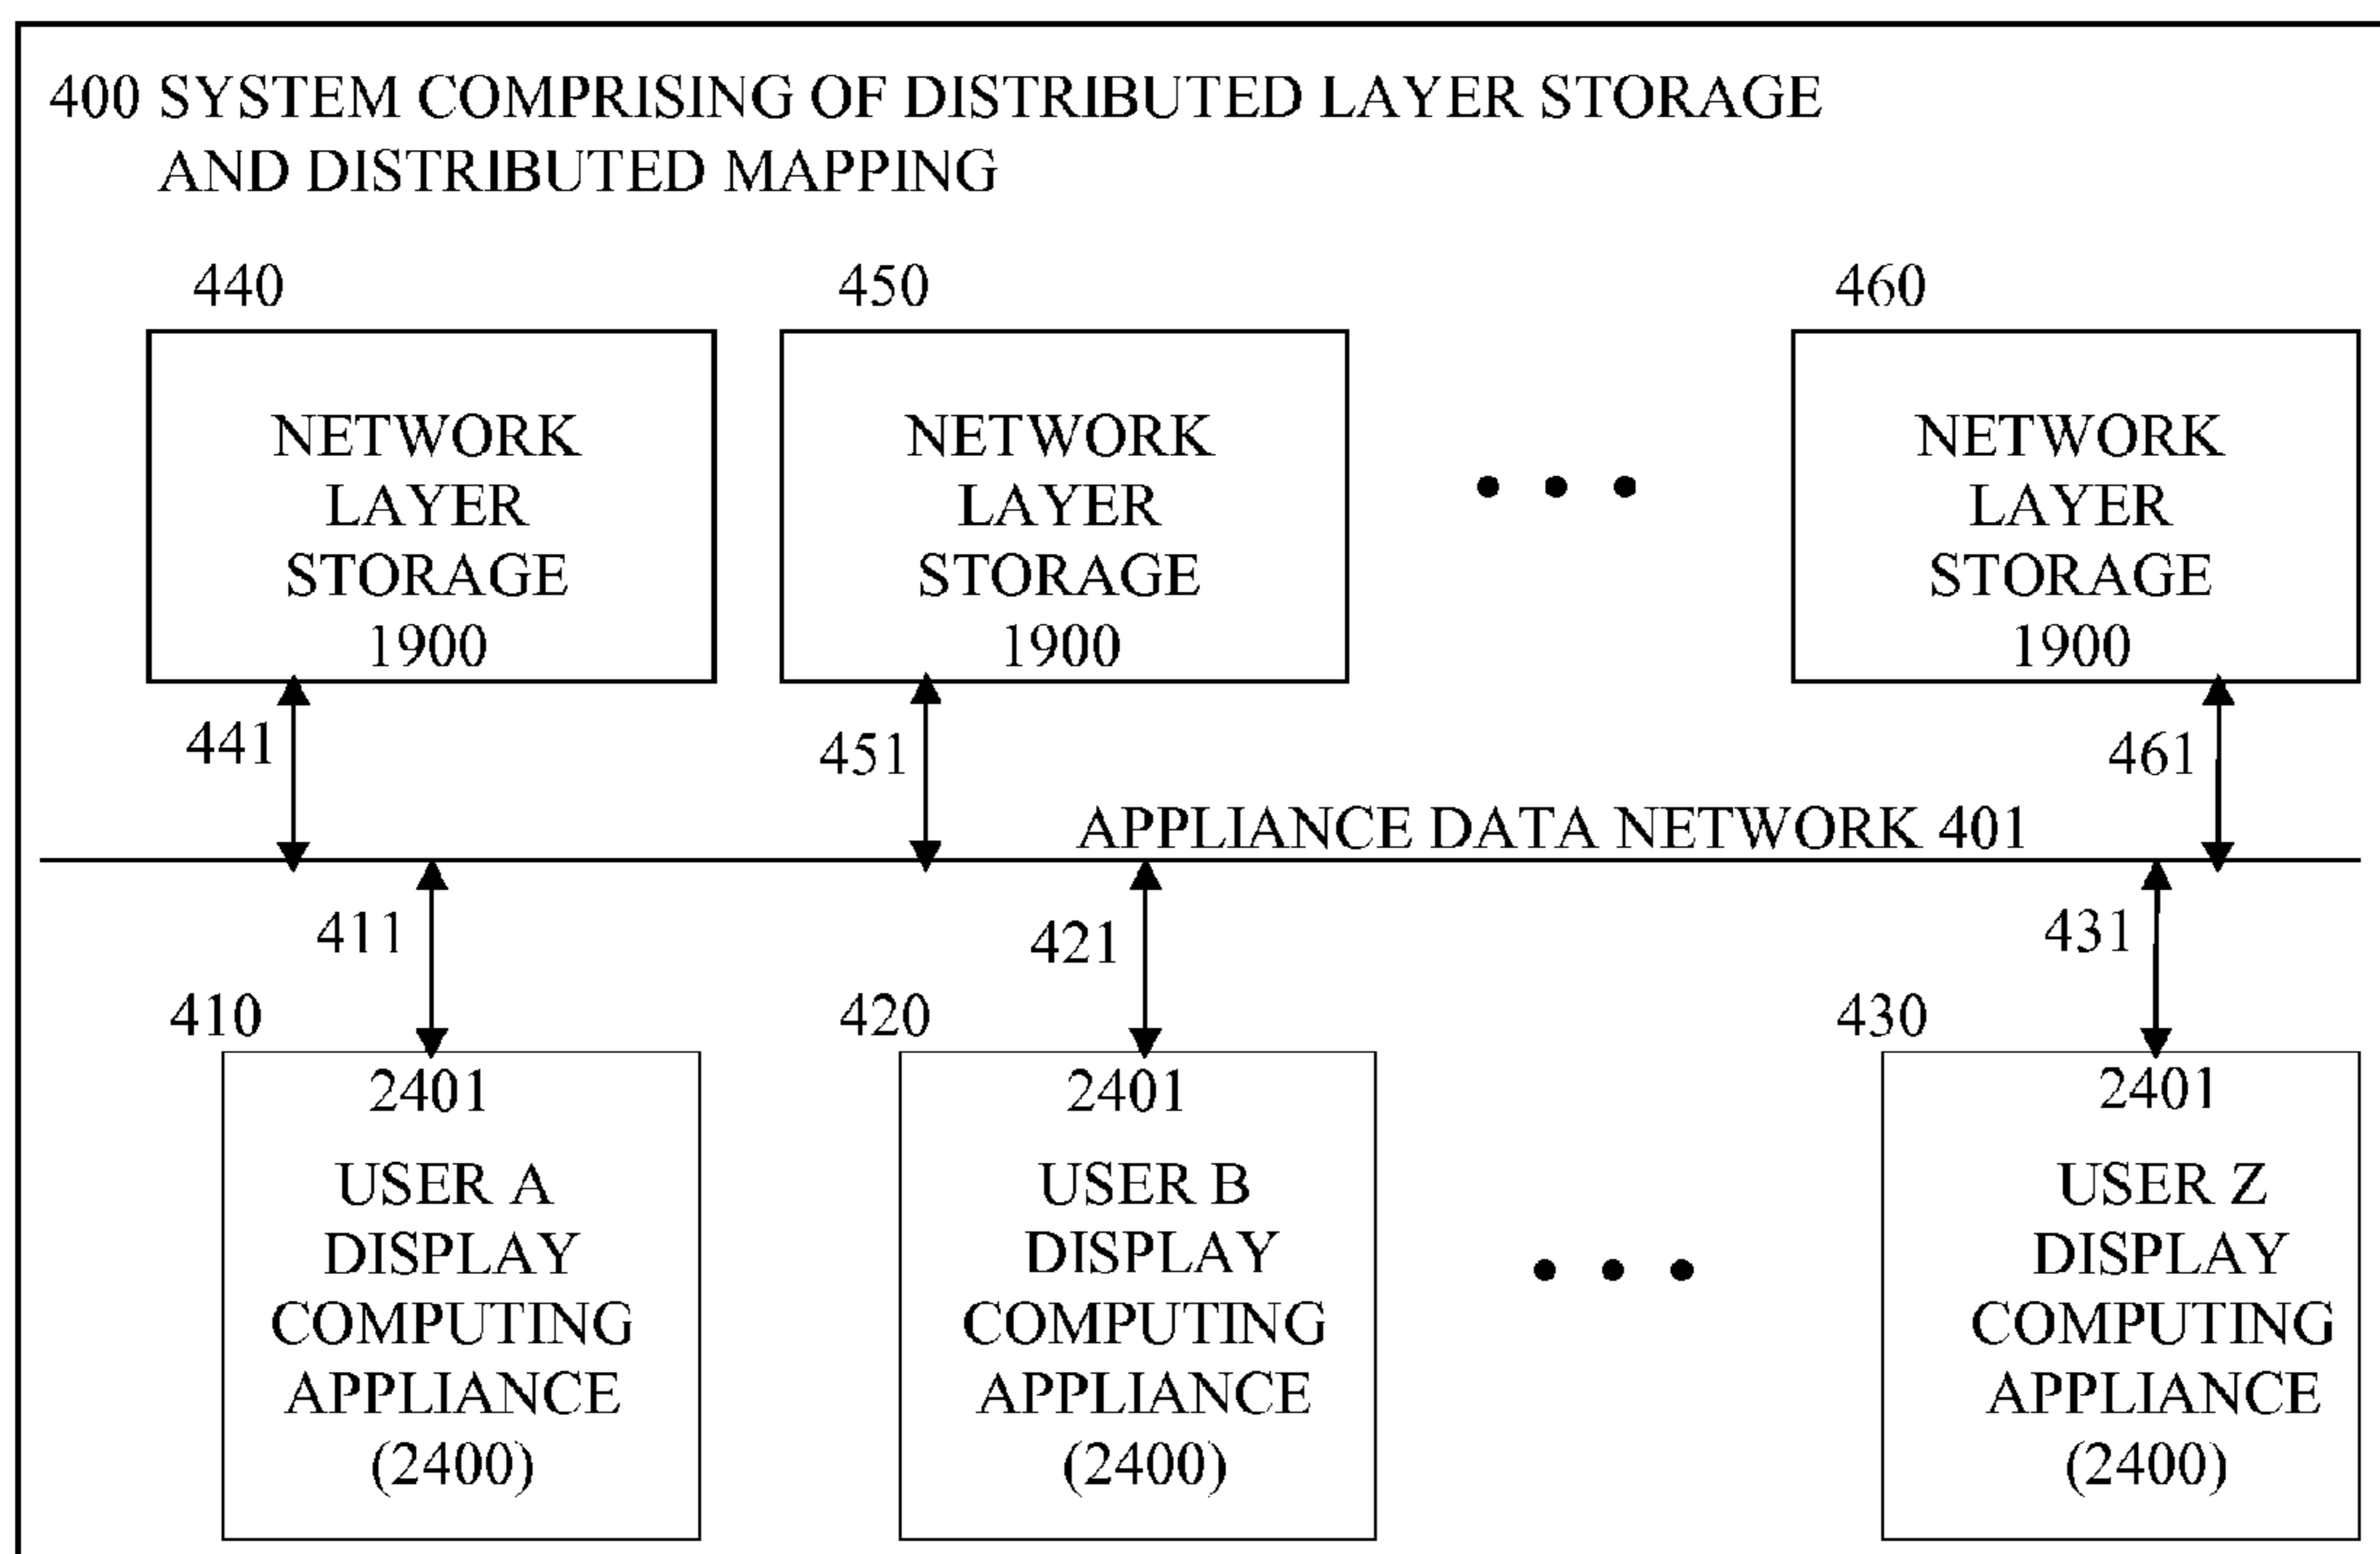 400 SYSTEM COMPRISING OF DISTRIBUTED LAYER STORAGE
AND DISTRIBUTED MAPPING
440
NETWORK
LAYER
STORAGE
1900
450
NETWORK
LAYER
STORAGE
1900
460
NETWORK
LAYER
STORAGE
1900
441
451
461
APPLIANCE DATA NETWORK 401
411
421
431
410
2401
USER A
DISPLAY
COMPUTING
APPLIANCE
(2400)
420
2401
USER B
DISPLAY
COMPUTING
APPLIANCE
(2400)
430
2401
USER Z
DISPLAY
COMPUTING
APPLIANCE
(2400)